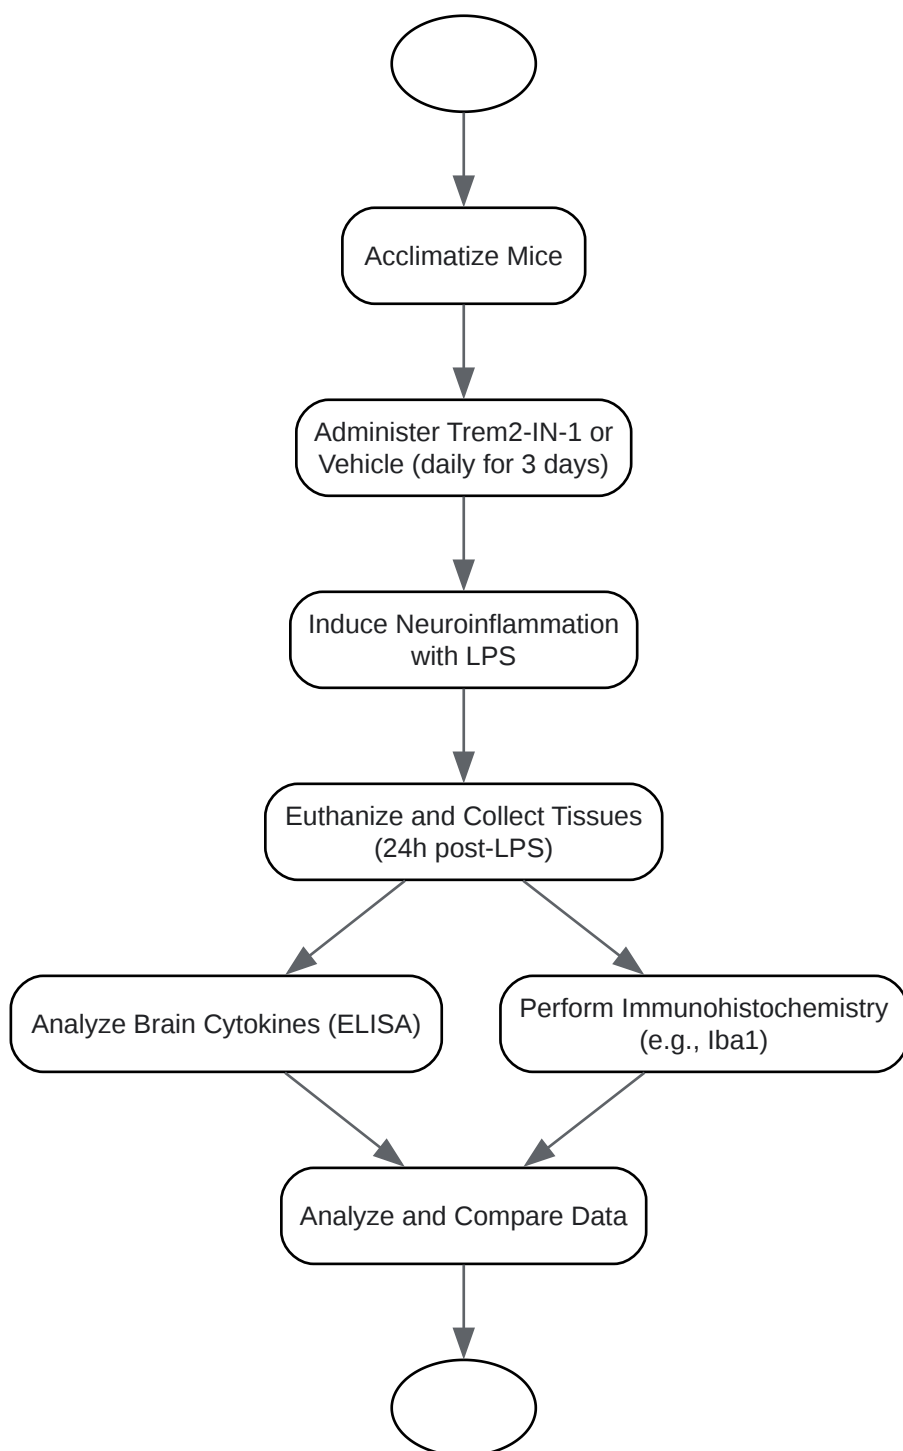 Acclimatize Mice
Administer Trem2-IN-1 or
Vehicle (daily for 3 days)
Induce Neuroinflammation
with LPS
Euthanize and Collect Tissues
(24h post-LPS)
Analyze Brain Cytokines (ELISA)
Perform Immunohistochemistry
(e.g., Iba1)
Analyze and Compare Data